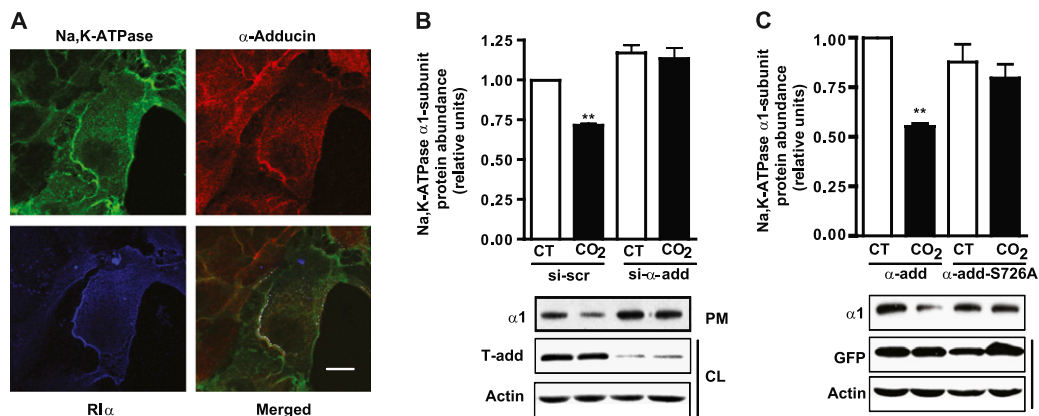 A
Na,K-ATPase
α-Adducin
RIα
Merged
B
Na,K-ATPase α1-subunit
protein abundance
(relative units)
1.25
1.00
0.75
0.50
0.25
0.00
**
CT
CO2
CT
CO2
si-scr
si-α-add
α1
PM
T-add
Actin
CL
C
Na,K-ATPase α1-subunit
protein abundance
(relative units)
1.00
0.75
0.50
0.25
0.00
**
CT
CO2
CT
CO2
α-add
α-add-S726A
α1
GFP
Actin